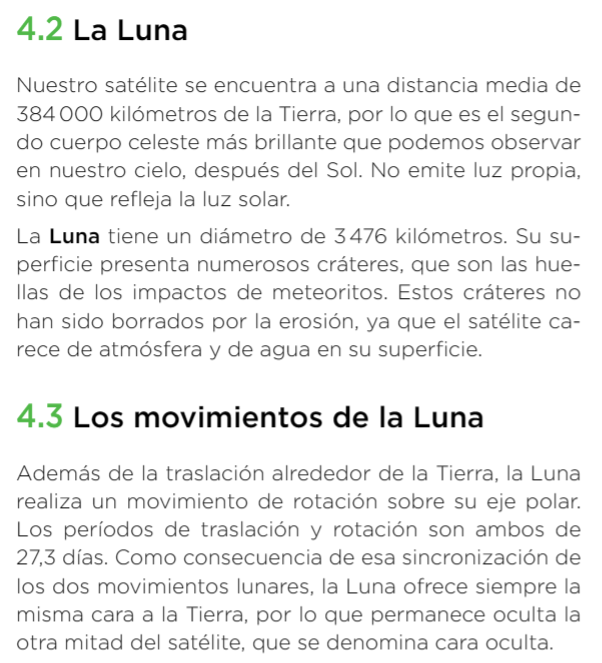 4.2 La Luna
Nuestro satélite se encuentra a una distancia media de
384 000 kilómetros de la Tierra, por lo que es el segun-
do cuerpo celeste más brillante que podemos observar
en nuestro cielo, después del Sol. No emite luz propia,
sino que refleja la luz solar.
La Luna tiene un diámetro de 3 476 kilómetros. Su su-
perficie presenta numerosos cráteres, que son las hue-
llas de los impactos de meteoritos. Estos cráteres no
han sido borrados por la erosión, ya que el satélite ca-
rece de atmósfera y de agua en su superficie.
4.3 Los movimientos de la Luna
Además de la traslación alrededor de la Tierra, la Luna
realiza un movimiento de rotación sobre su eje polar.
Los períodos de traslación y rotación son ambos de
27,3 días. Como consecuencia de esa sincronización de
los dos movimientos lunares, la Luna ofrece siempre la
misma cara a la Tierra, por lo que permanece oculta la
otra mitad del satélite, que se denomina cara oculta.